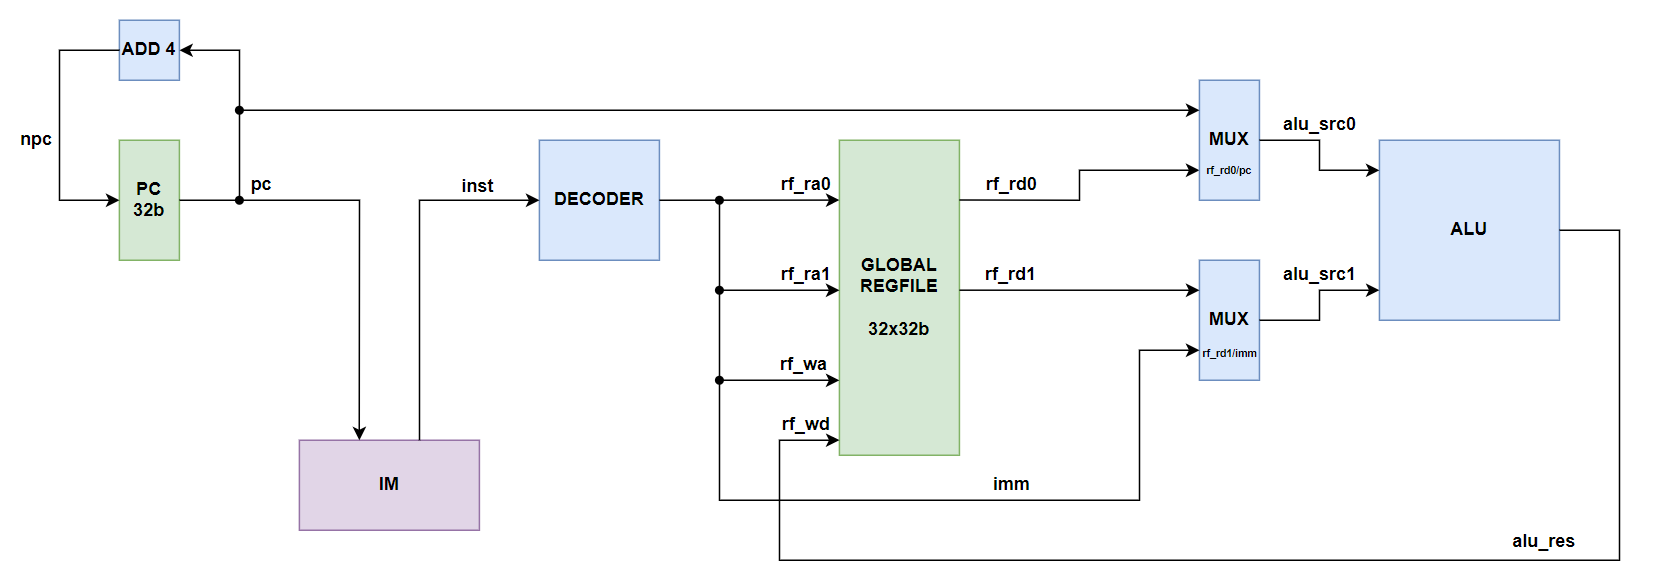 ADD 4
npc
PC
32b
pc
inst
DECODER
IM
rf_ra0
rf_ra1
rf_wa
rf_wd
GLOBAL
REGFILE
32x32b
rf_rd0
rf_rd1
imm
MUX
rf_rd0/pc
MUX
rf_rd1/imm
alu_src0
alu_src1
ALU
alu_res